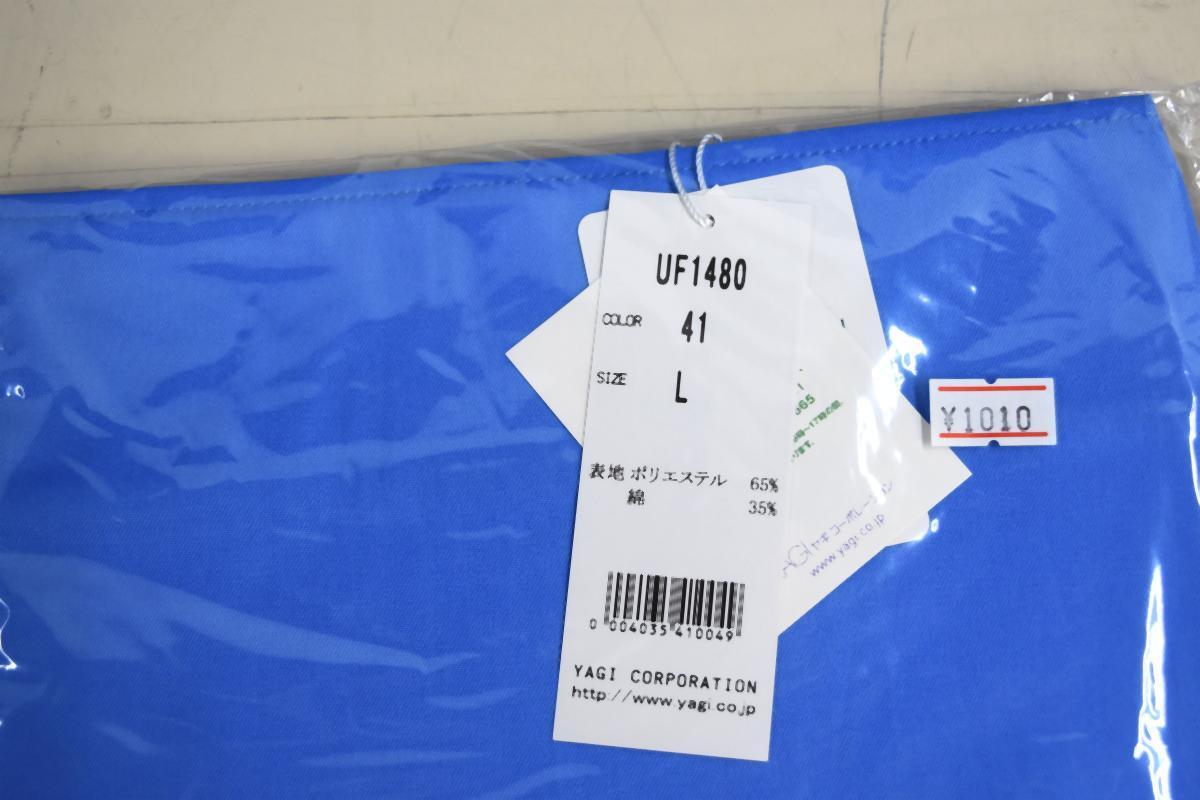 UF1480
COLOR 41
SIZE L
表地 ポリエステル 65%
綿 35%
0 004035 410049
YAGI CORPORATION
http://www.yagi.co.jp
¥1010
665
ヤギコーポレーション
www.yagi.co.jp